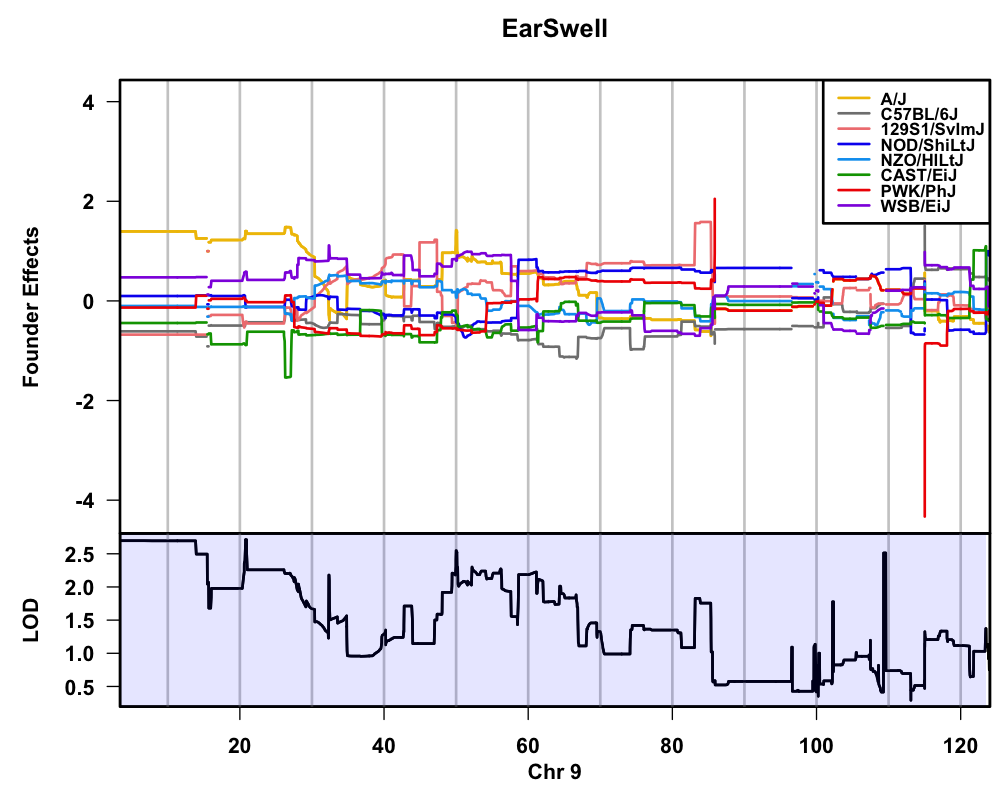 EarSwell
A/J
C57BL/6J
129S1/SvImJ
NOD/ShiLtJ
NZO/HlLtJ
CAST/EiJ
PWK/PhJ
WSB/EiJ
Founder Effects
4
2
0
-2
-4
LOD
2.5
2.0
1.5
1.0
0.5
20 40 60 80 100 120
Chr 9